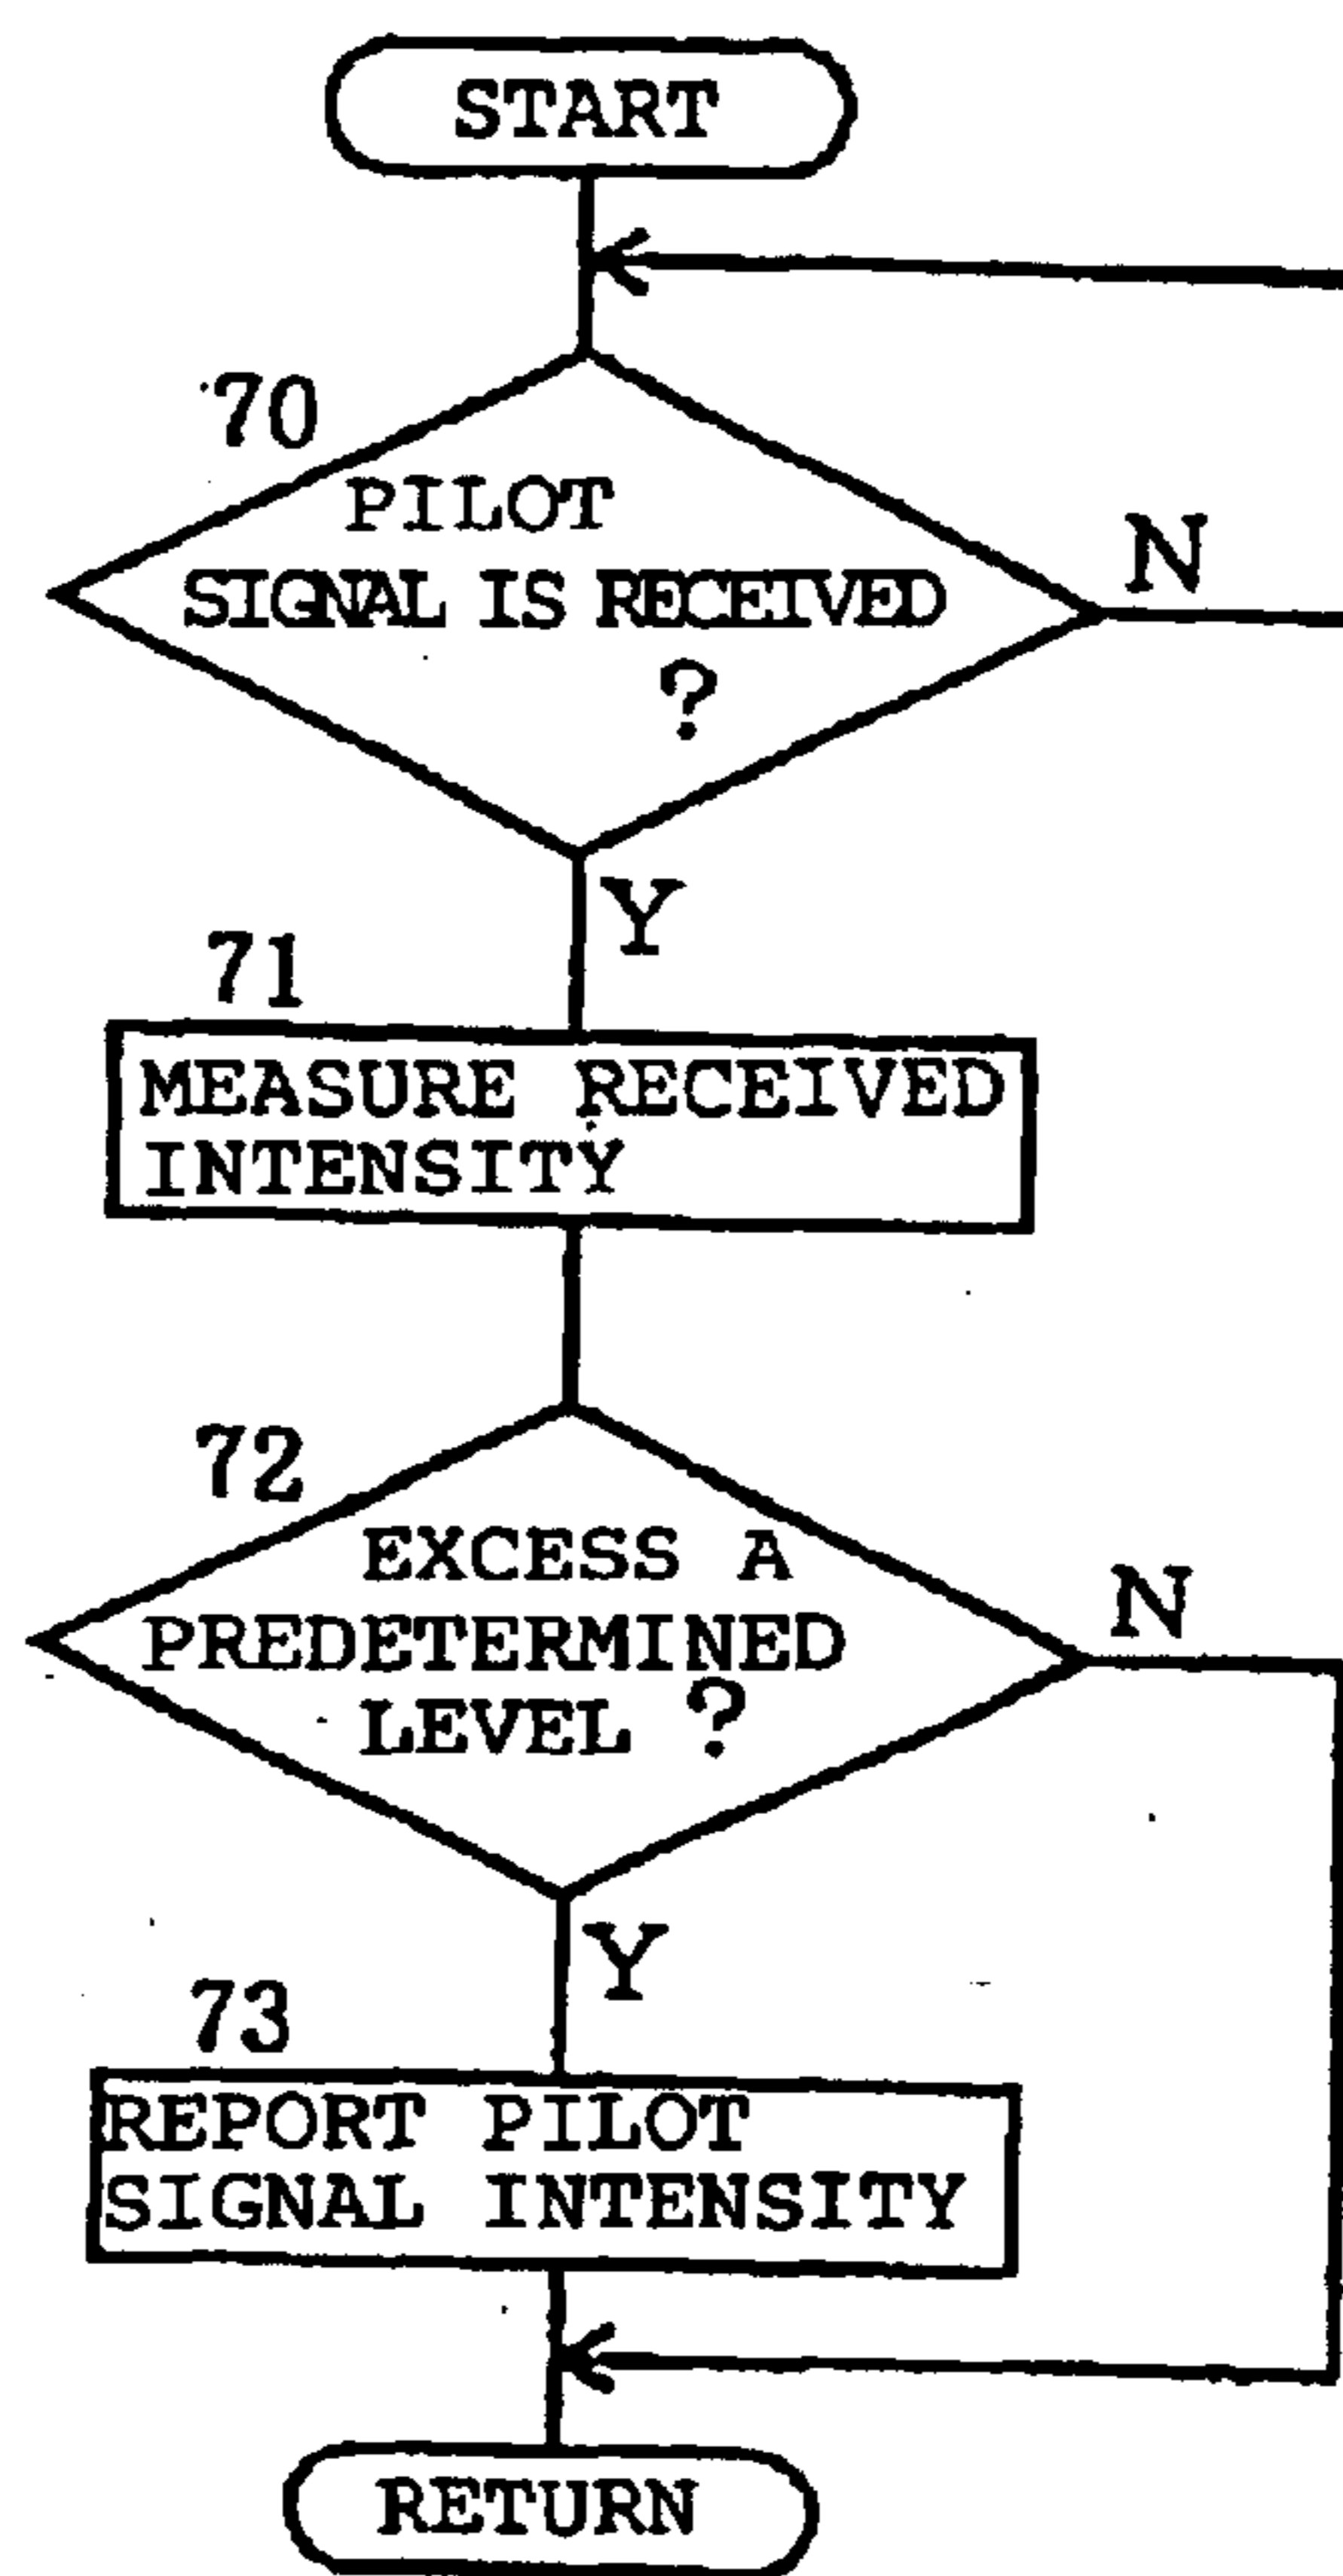 START
70
PILOT
SIGNAL IS RECEIVED
?
N
Y
71
MEASURE RECEIVED
INTENSITY
72
EXCESS A
PREDETERMINED
LEVEL ?
N
Y
73
REPORT PILOT
SIGNAL INTENSITY
RETURN